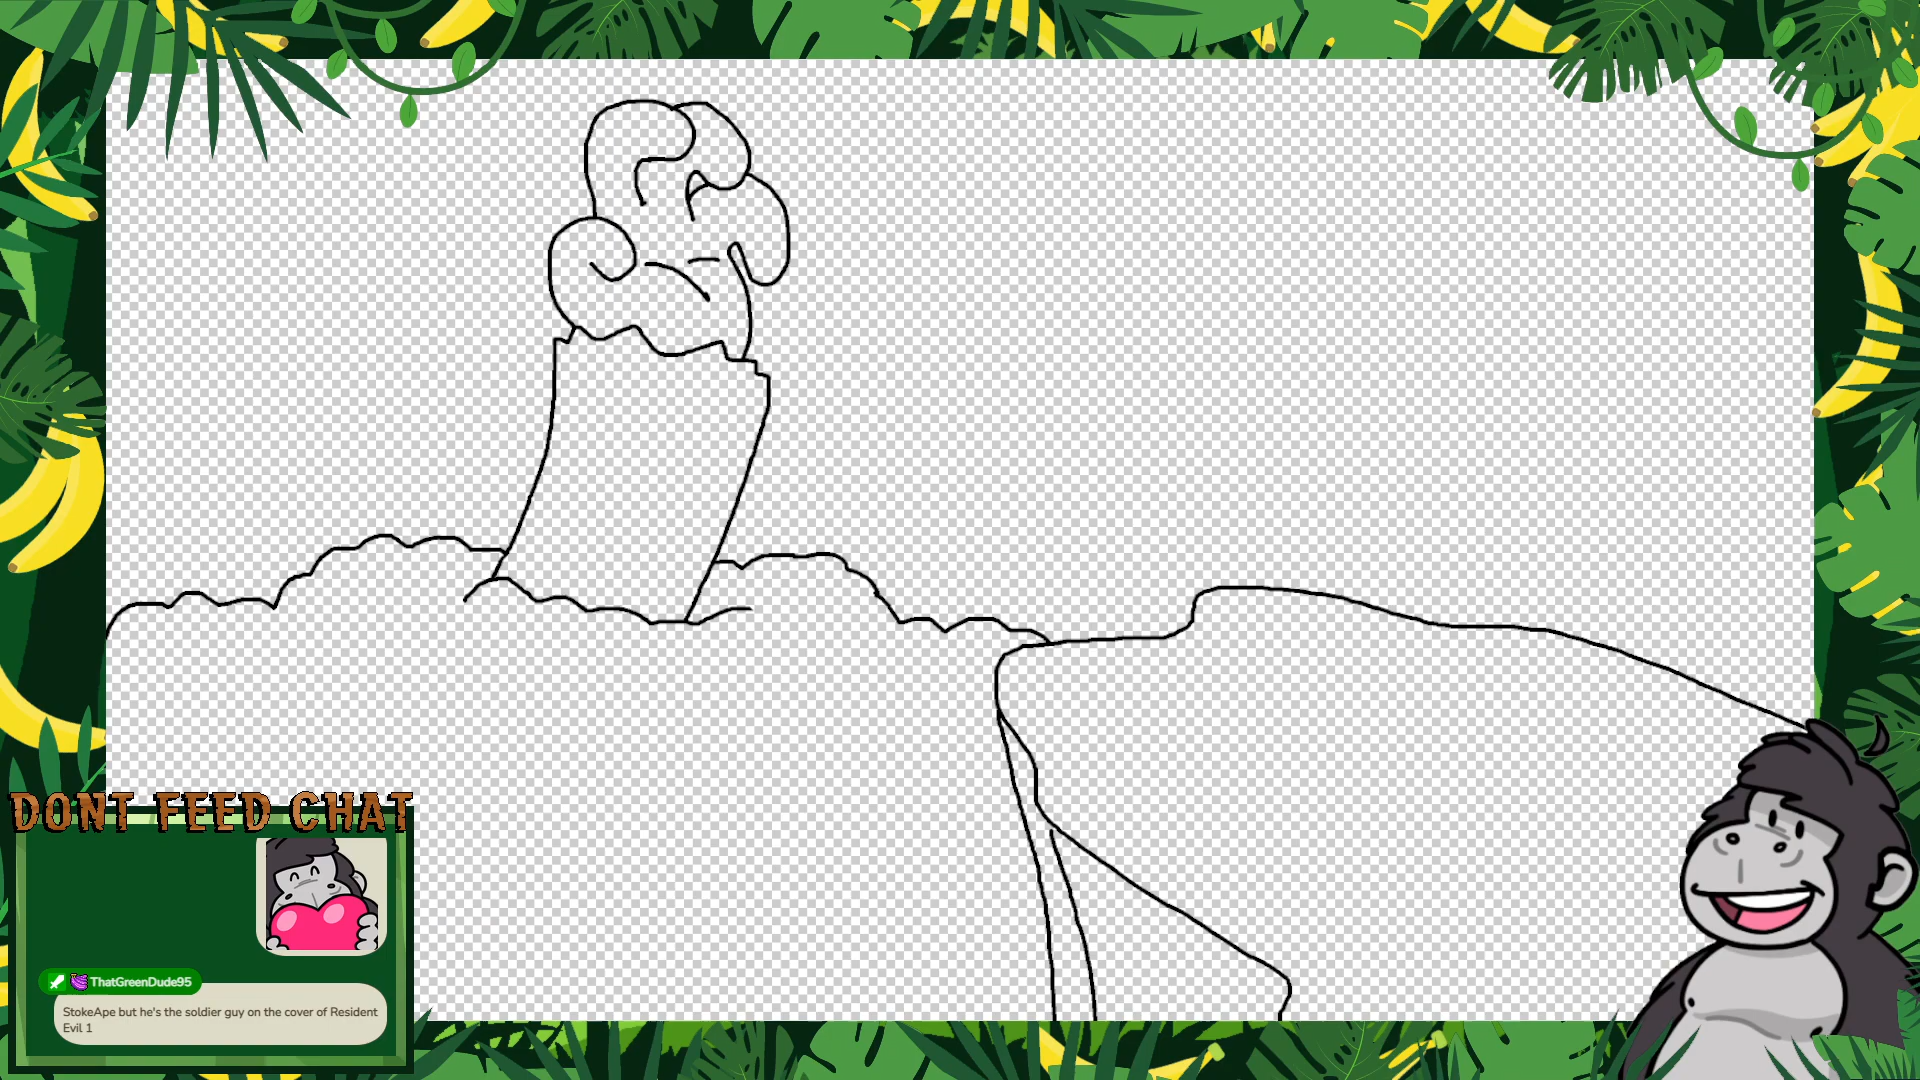 DONT FEED CHAT
ThatGreenDude95
StokeApe but he's the soldier guy on the cover of Resident
Evil 1